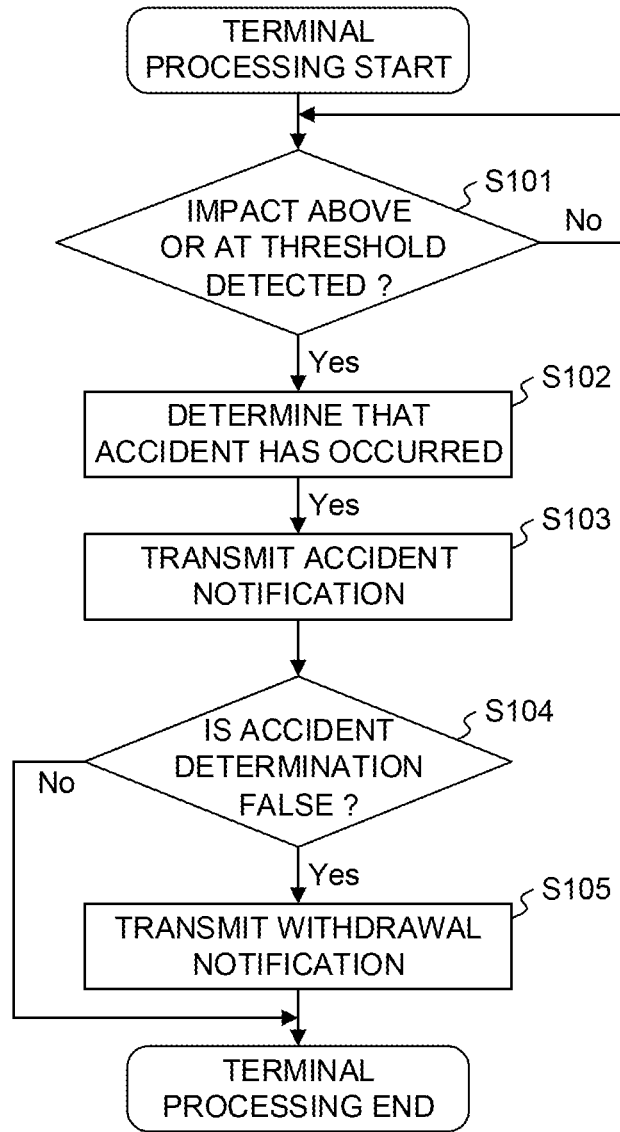 TERMINAL
PROCESSING START
S101
IMPACT ABOVE
OR AT THRESHOLD
DETECTED ?
No
Yes
S102
DETERMINE THAT
ACCIDENT HAS OCCURRED
Yes
S103
TRANSMIT ACCIDENT
NOTIFICATION
S104
IS ACCIDENT
DETERMINATION
FALSE ?
No
Yes
S105
TRANSMIT WITHDRAWAL
NOTIFICATION
TERMINAL
PROCESSING END